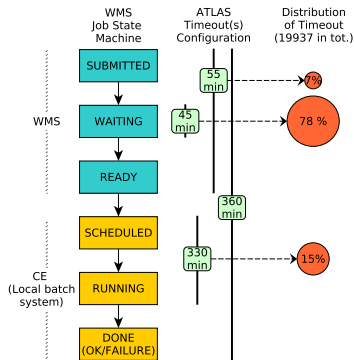 WMS
Job State
Machine
ATLAS
Timeout(s)
Configuration
Distribution
of Timeout
(19937 in tot.)
SUBMITTED
55
min
7%
WMS
WAITING
45
min
78 %
READY
360
min
SCHEDULED
330
min
15%
CE
(Local batch
system)
RUNNING
DONE
(OK/FAILURE)